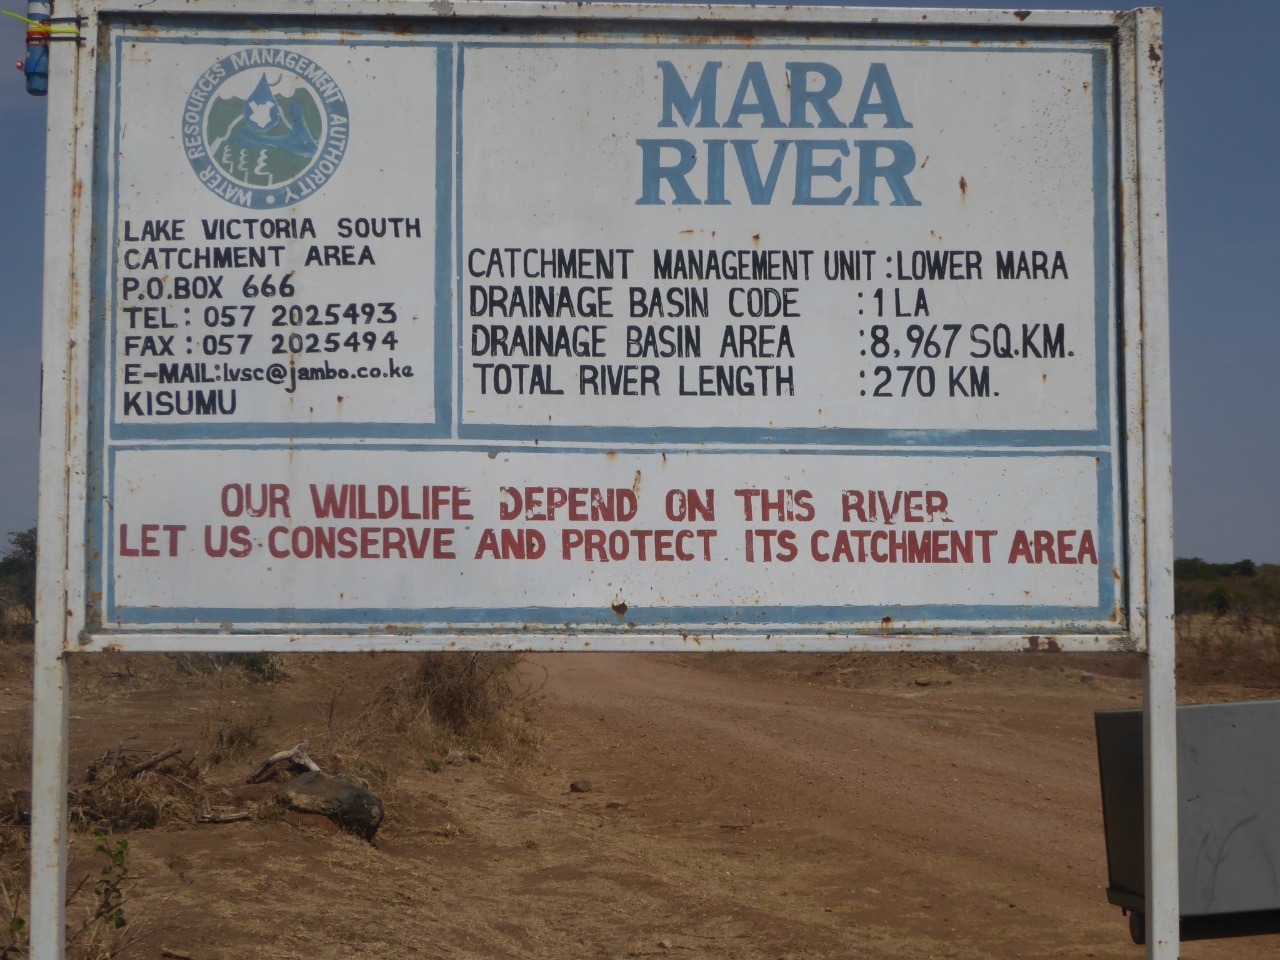 WATER RESOURCES MANAGEMENT AUTHORITY
LAKE VICTORIA SOUTH
CATCHMENT AREA
P.O.BOX 666
TEL: 057 2025493
FAX: 057 2025494
E-MAIL:lvsc@jambo.co.ke
KISUMU
MARA
RIVER
CATCHMENT MANAGEMENT UNIT :LOWER MARA
DRAINAGE BASIN CODE :1LA
DRAINAGE BASIN AREA :8,967 SQ.KM.
TOTAL RIVER LENGTH :270 KM.
OUR WILDLIFE DEPEND ON THIS RIVER
LET US CONSERVE AND PROTECT ITS CATCHMENT AREA